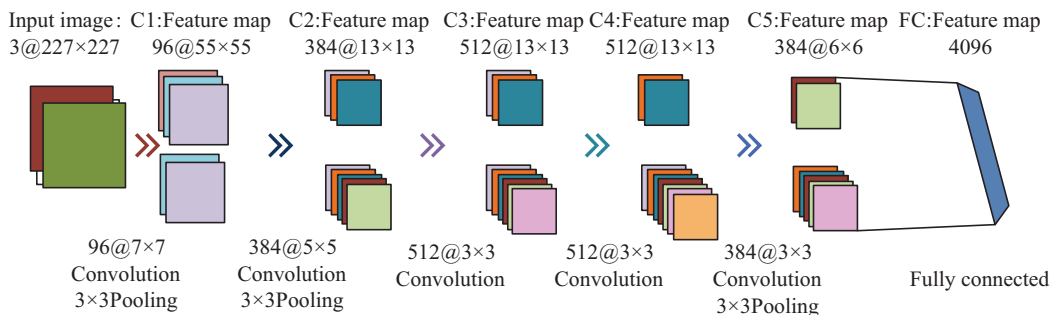 Input image: C1:Feature map C2:Feature map C3:Feature map C4:Feature map C5:Feature map FC:Feature map
3@227×227 96@55×55 384@13×13 512@13×13 512@13×13 384@6×6 4096
96@7×7 384@5×5 512@3×3 512@3×3 384@3×3
Convolution Convolution Convolution Convolution Convolution Fully connected
3×3Pooling 3×3Pooling 3×3Pooling